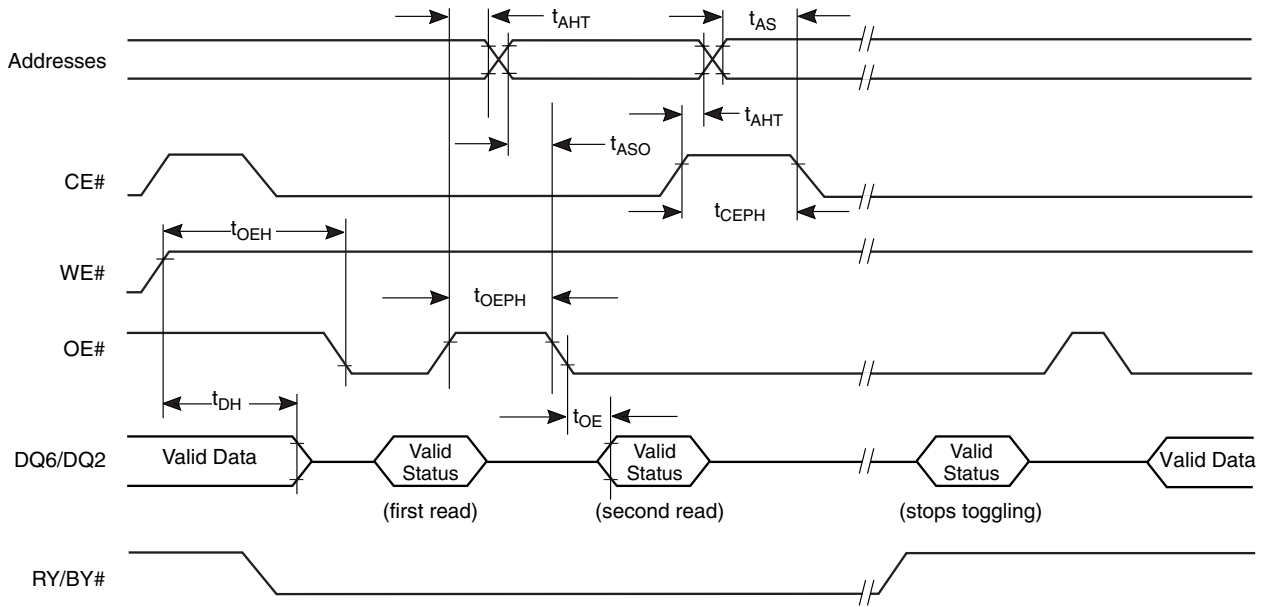 tAHT
tAS
Addresses
tAHT
tASO
CE#
tCEPH
tOEH
WE#
tOEPH
OE#
tDH
tOE
DQ6/DQ2
Valid Data
Valid
Status
Valid
Status
Valid
Status
Valid Data
(first read)
(second read)
(stops toggling)
RY/BY#